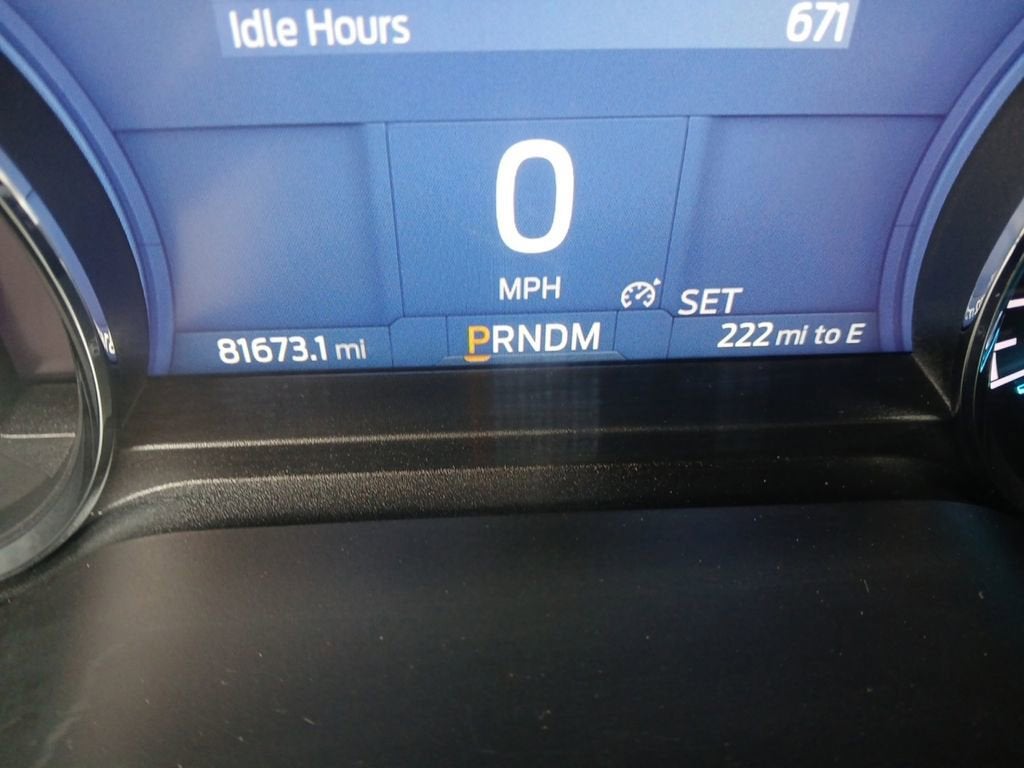 Idle Hours 671
0
MPH
SET
81673.1 mi PRNDM 222 mi to E